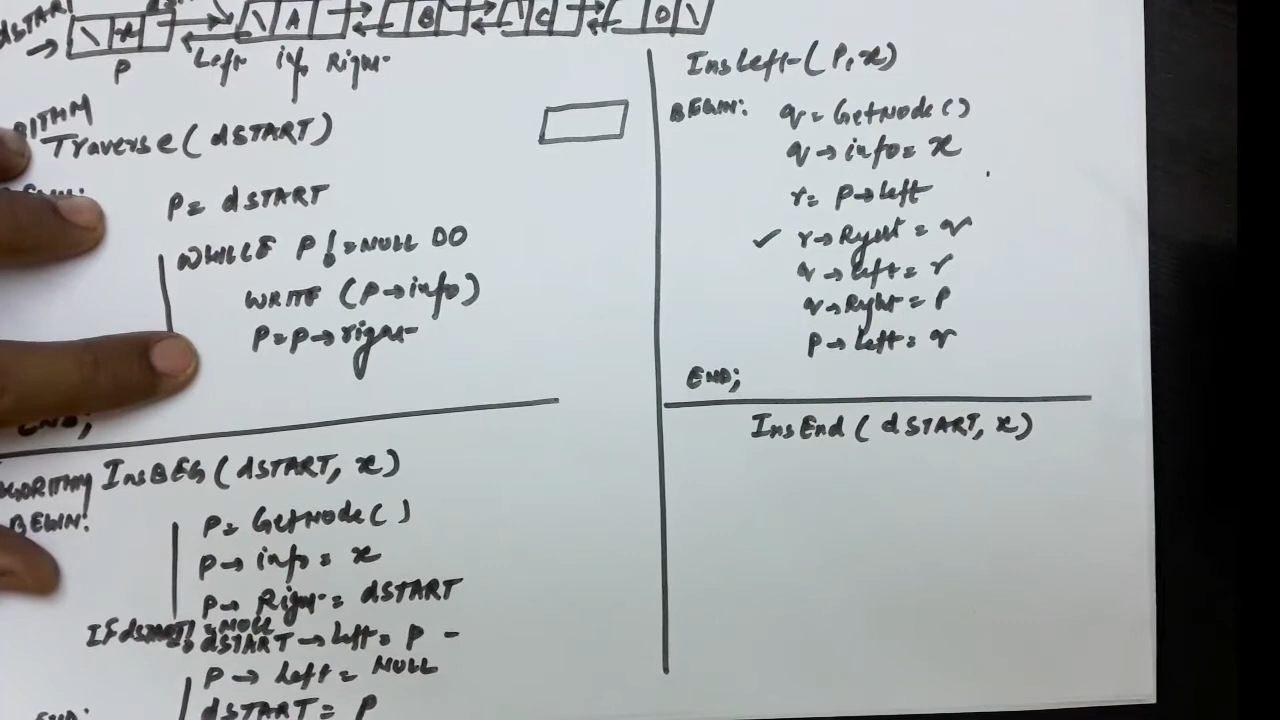 dSTART
A
B
C
D
P
Left info Right
Traverse( dSTART)
P= dSTART
WHILE P != NULL DO
WRITE (P→info)
P=P→right
END;
ALGORITHM InsBEG ( dSTART, x)
BEGIN:
P= GetNode( )
P→ info = x
P→ Right = dSTART
IF dSTART != NULL
dSTART →Left = P -
P→ Left = NULL
dSTART = P
END;
InsLeft-( P, x)
BEGIN: q= GetNode ( )
q→ info= x
r= P→left
✓ r→Right = q
q→left = r
q→Right = P
P→ left = q
END;
InsEnd ( dSTART, x)